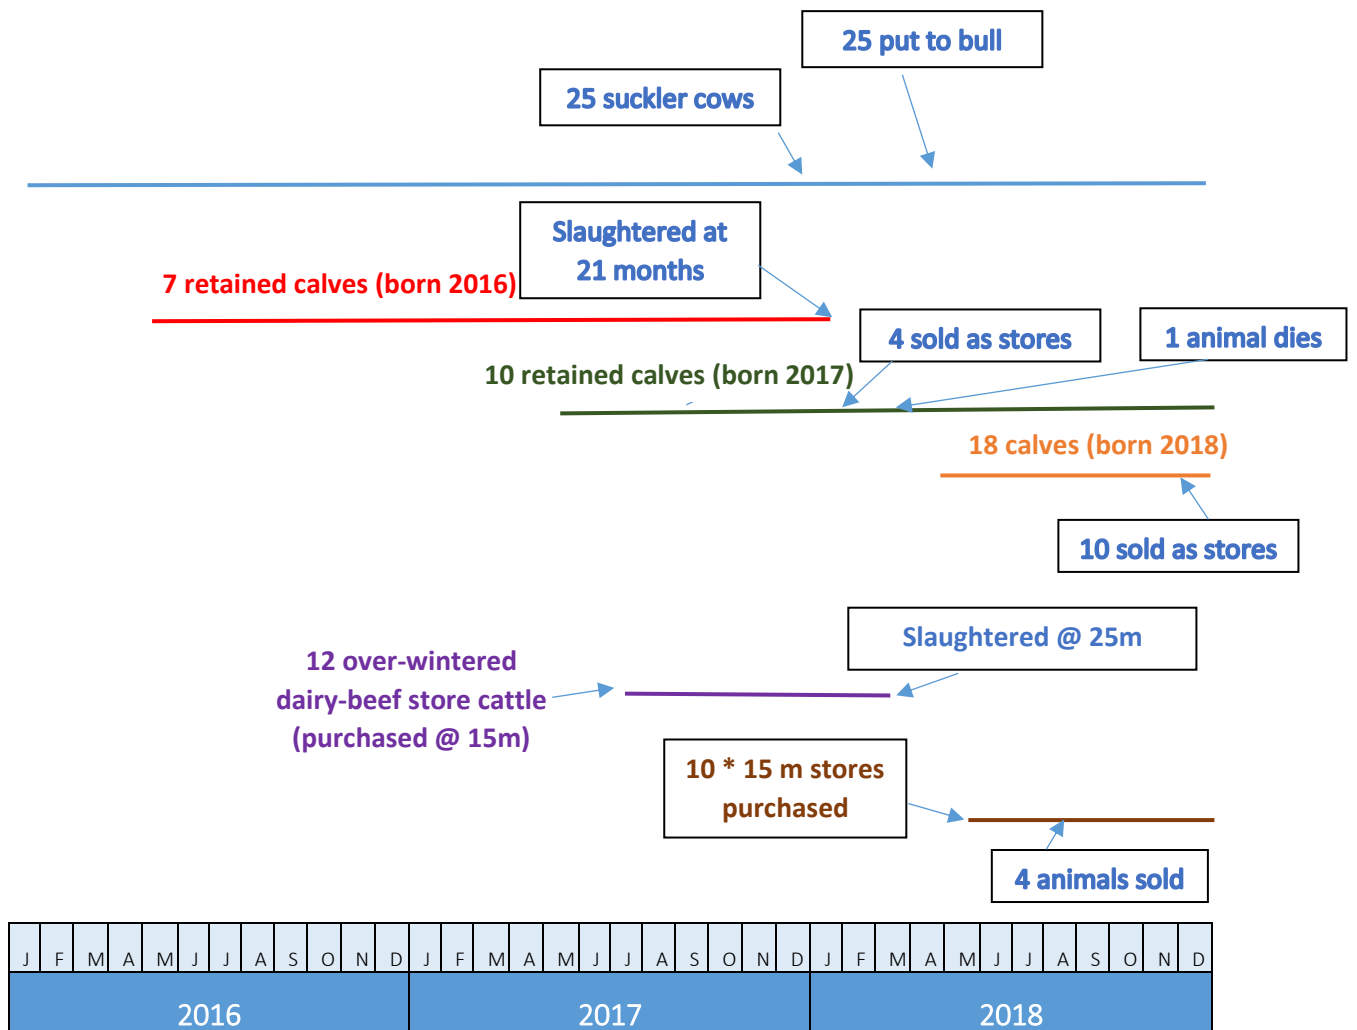 25 put to bull
25 suckler cows
Slaughtered at
21 months
7 retained calves (born 2016)
4 sold as stores
1 animal dies
10 retained calves (born 2017)
18 calves (born 2018)
10 sold as stores
Slaughtered @ 25m
12 over-wintered
dairy-beef store cattle
(purchased @ 15m)
10 * 15 m stores
purchased
4 animals sold
J F M A M J J A S O N D J F M A M J J A S O N D J F M A M J J A S O N D
2016 2017 2018